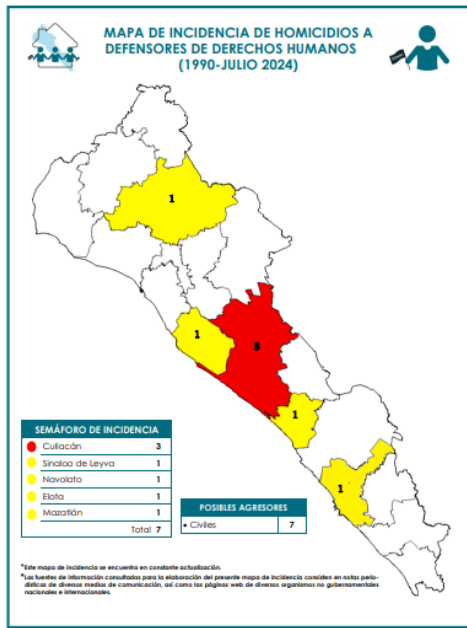 MAPA DE INCIDENCIA DE HOMICIDIOS A
DEFENSORES DE DERECHOS HUMANOS
(1990-JULIO 2024)
1
1
3
1
1
SEMÁFORO DE INCIDENCIA
Culiacán 3
Sinaloa de Leyva 1
Navolato 1
Elota 1
Mazatlán 1
Total 7
POSIBLES AGRESORES
• Civiles 7
*Este mapa de incidencia se encuentra en constante actualización.
*Las fuentes de información consultadas para la elaboración del presente mapa de incidencia consisten en notas perio-
dísticas de diversos medios de comunicación, así como las páginas web de diversos organismos no gubernamentales
nacionales e internacionales.